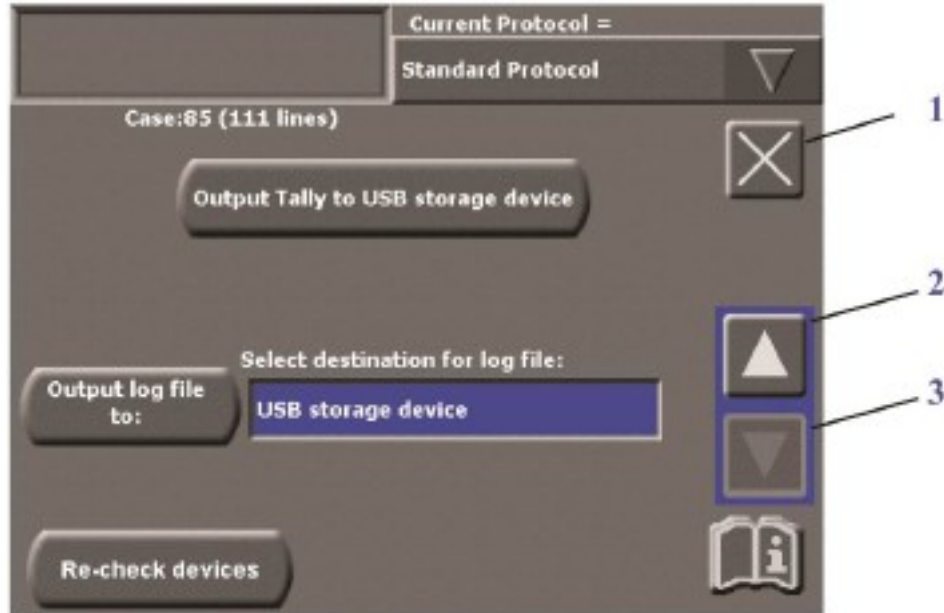 Current Protocol =
Standard Protocol
Case:85 (111 lines)
1
Output Tally to USB storage device
2
Select destination for log file:
Output log file
to:
USB storage device
3
Re-check devices
i